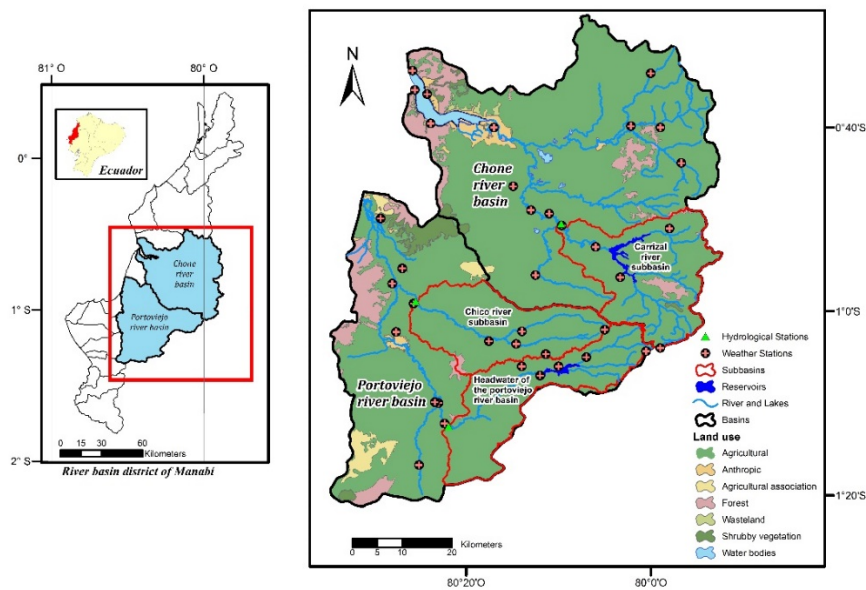 81° O
80° O
Ecuador
0°
1° S
2° S
Chone
river
basin
Portoviejo
river basin
0 15 30 60
Kilometers
River basin district of Manabi
N
0°40'S
1°0'S
1°20'S
80°20'O
80°0'O
Chone
river
basin
Carrizal
river
subbasin
Chico river
subbasin
Portoviejo
river basin
Headwater of
the portoviejo
river basin
0 5 10 20
Kilometers
Hydrological Stations
Weather Stations
Subbasins
Reservoirs
River and Lakes
Basins
Land use
Agricultural
Anthropic
Agricultural association
Forest
Wasteland
Shrubby vegetation
Water bodies